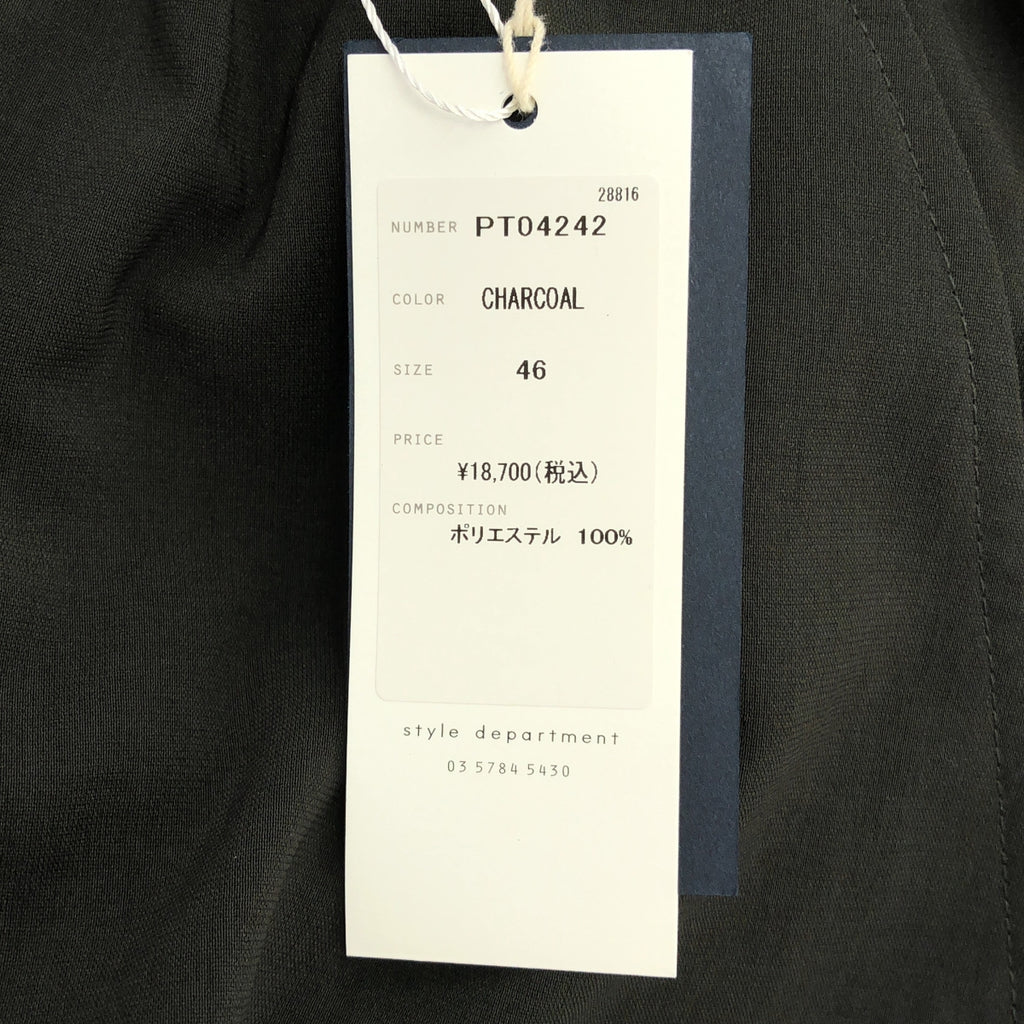 28816
NUMBER PT04242
COLOR CHARCOAL
SIZE 46
PRICE
¥18,700(税込)
COMPOSITION
ポリエステル 100%
style department
03 5784 5430